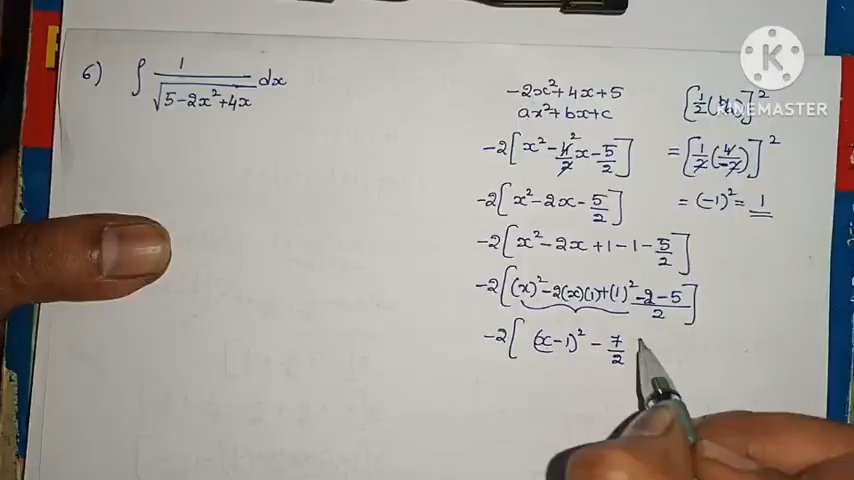 6) ∫ 1/√(5-2x²+4x) dx
-2x²+4x+5
ax²+bx+c
-2[x² - 4/2 x - 5/2]
-2[x² - 2x - 5/2]
-2[x² - 2x + 1 - 1 - 5/2]
-2[(x)² - 2(x)(1) + (1)² (-2-5)/2]
-2[(x-1)² - 7/2
[1/2 (b/a)]²
= [1/2 (4/-2)]²
= (-1)² = 1
K
KINEMASTER